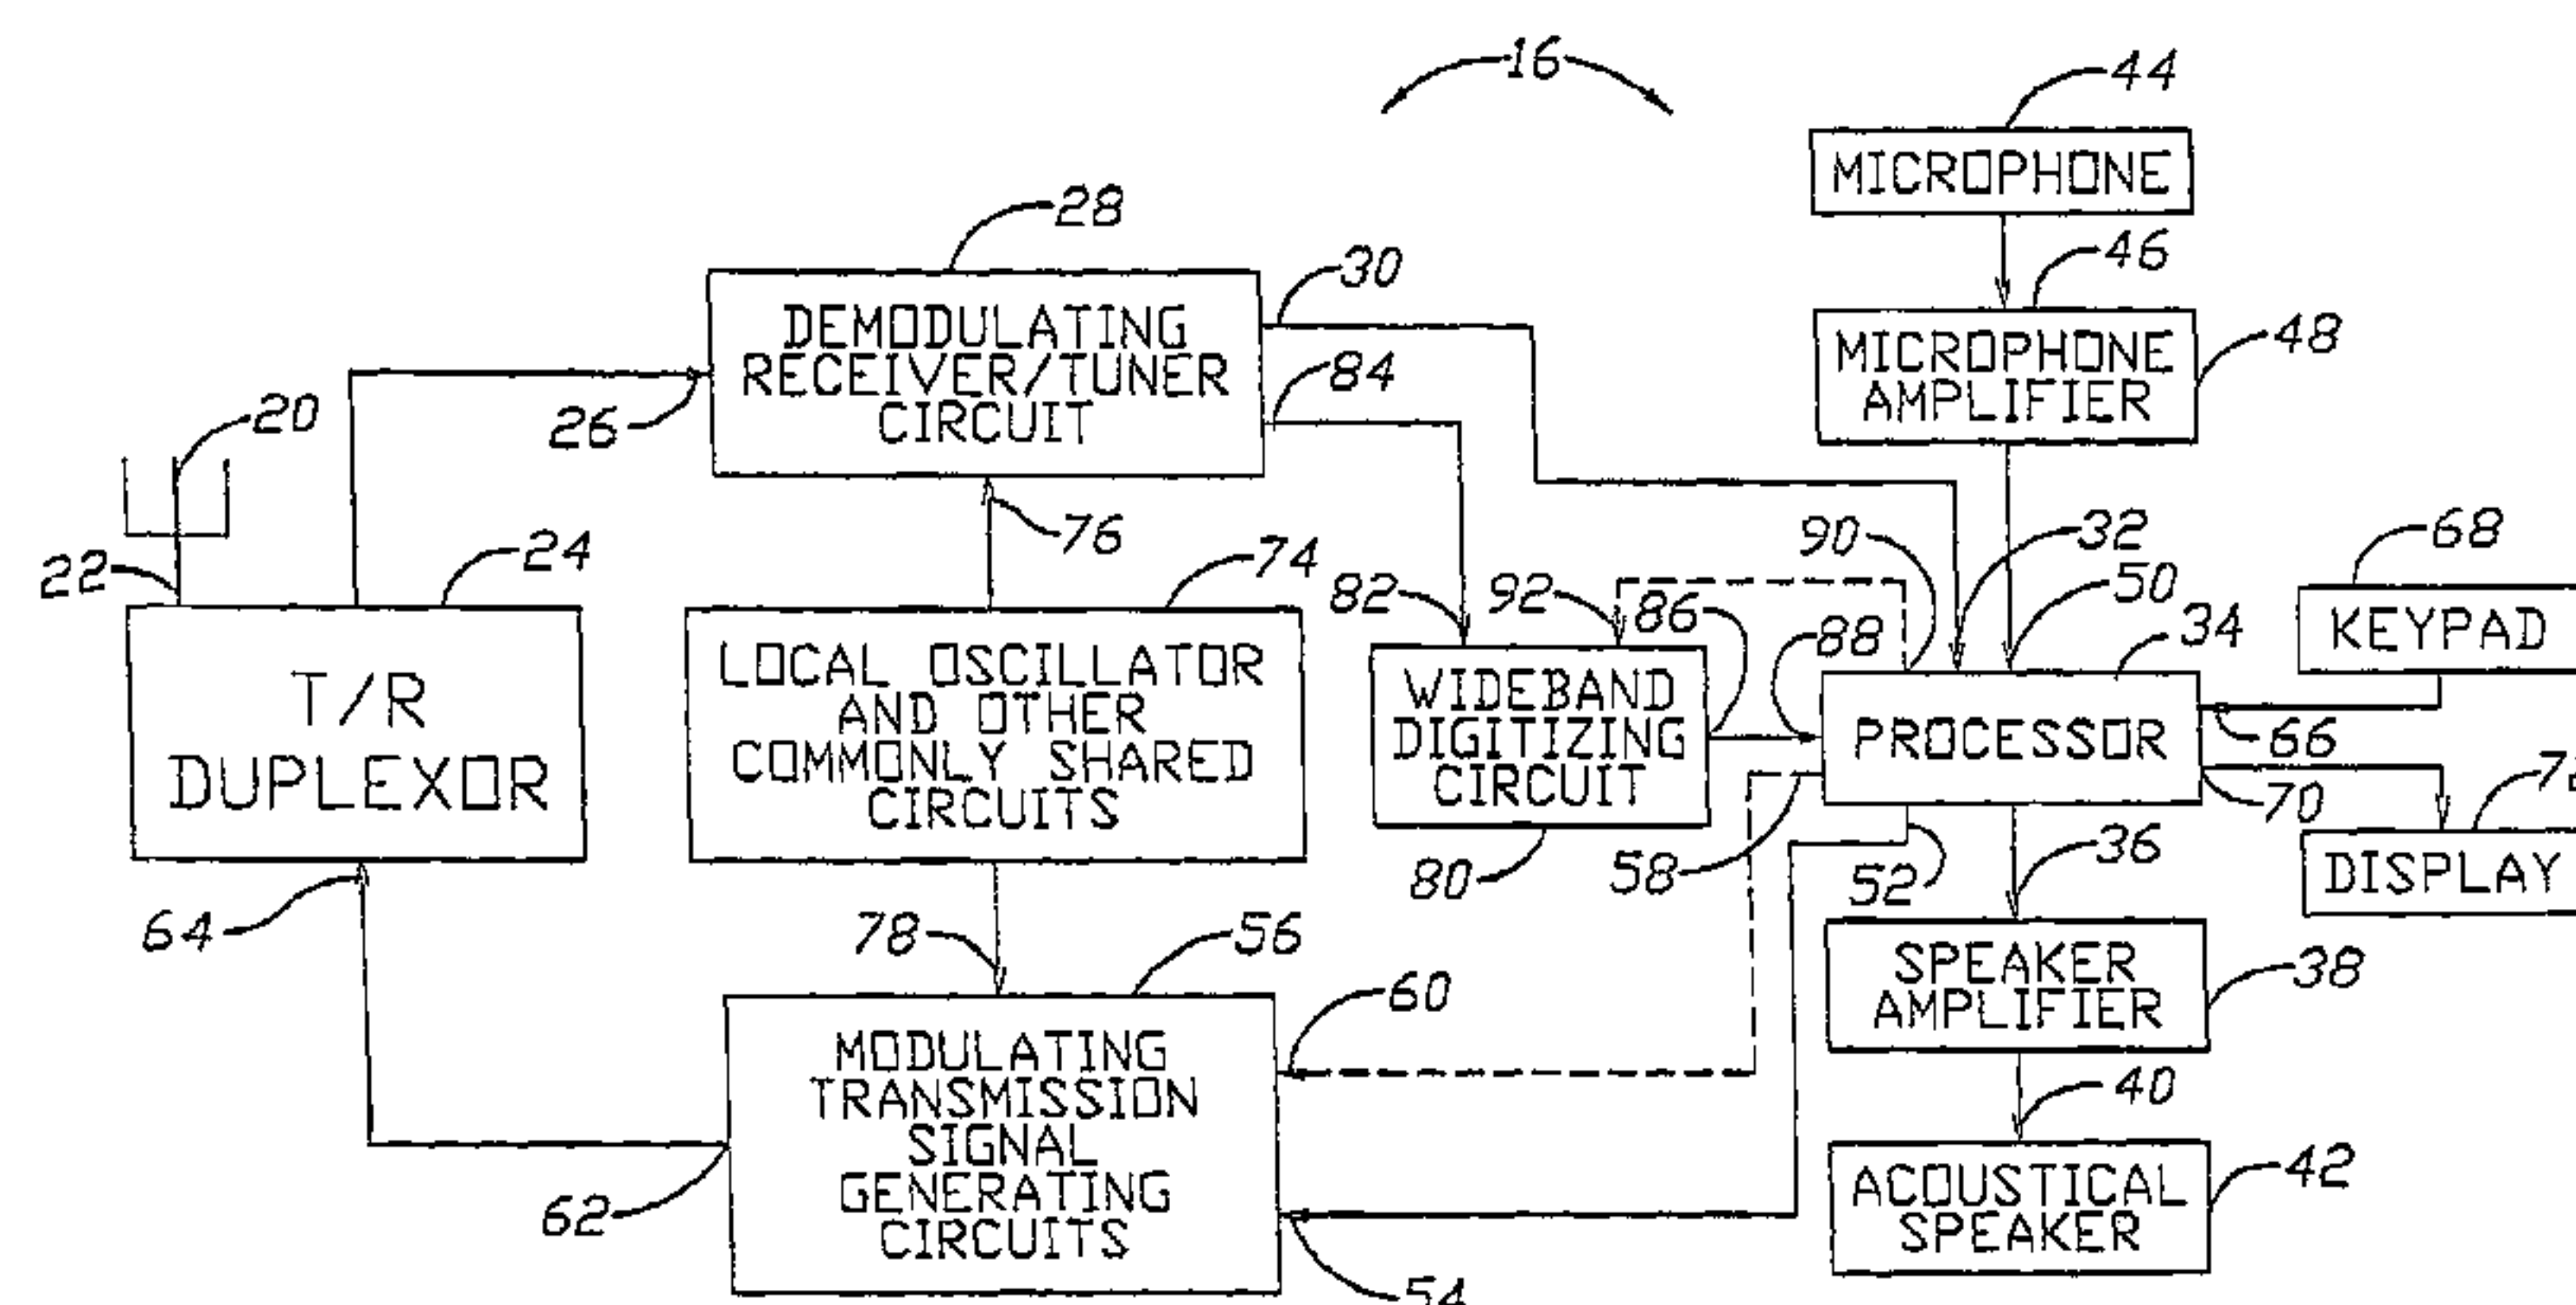 16
44
MICROPHONE
28
30
46
DEMODULATING
RECEIVER/TUNER
CIRCUIT
84
MICROPHONE
AMPLIFIER
48
20
26
22
24
76
74
82
92
86
90
32
50
88
34
68
KEYPAD
66
T/R
DUPLEXOR
LOCAL OSCILLATOR
AND OTHER
COMMONLY SHARED
CIRCUITS
WIDEBAND
DIGITIZING
CIRCUIT
PROCESSOR
70
DISPLAY
64
78
56
80
58
52
36
SPEAKER
AMPLIFIER
38
60
MODULATING
TRANSMISSION
SIGNAL
GENERATING
CIRCUITS
40
62
54
ACOUSTICAL
SPEAKER
42